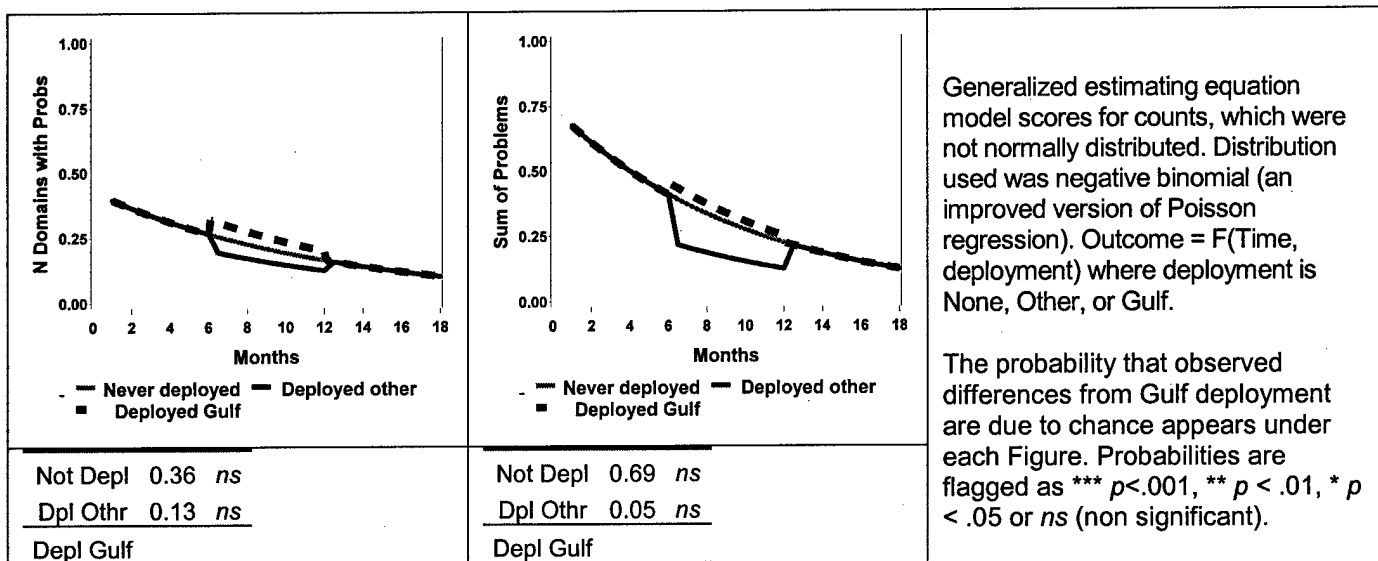 1.00
0.75
0.50
0.25
0.00
N Domains with Probs
0 2 4 6 8 10 12 14 16 18
Months
Never deployed Deployed other
Deployed Gulf
Not Depl 0.36 ns
Dpl Othr 0.13 ns
Depl Gulf
1.00
0.75
0.50
0.25
0.00
Sum of Problems
0 2 4 6 8 10 12 14 16 18
Months
Never deployed Deployed other
Deployed Gulf
Not Depl 0.69 ns
Dpl Othr 0.05 ns
Depl Gulf
Generalized estimating equation
model scores for counts, which were
not normally distributed. Distribution
used was negative binomial (an
improved version of Poisson
regression). Outcome = F(Time,
deployment) where deployment is
None, Other, or Gulf.
The probability that observed
differences from Gulf deployment
are due to chance appears under
each Figure. Probabilities are
flagged as *** p<.001, ** p < .01, * p
< .05 or ns (non significant).